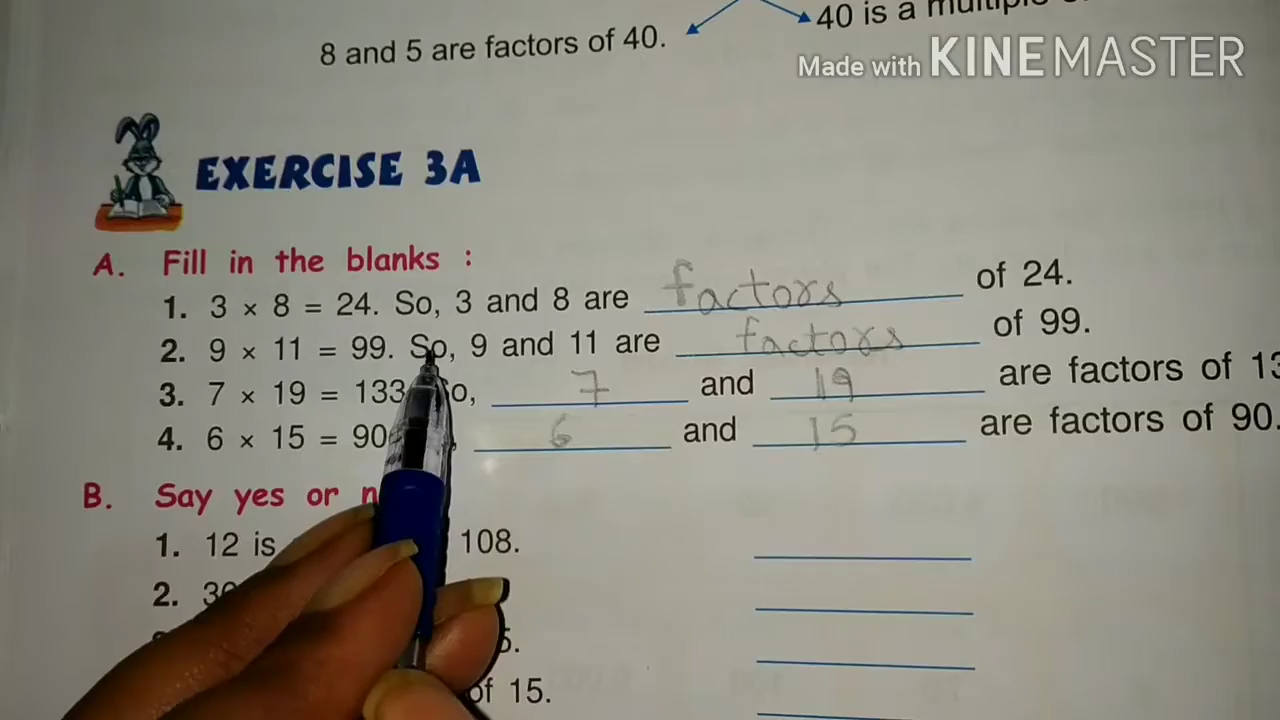 8 and 5 are factors of 40.
40 is a multiple
Made with KINEMASTER
EXERCISE 3A
A. Fill in the blanks :
1. 3 × 8 = 24. So, 3 and 8 are factors of 24.
2. 9 × 11 = 99. So, 9 and 11 are factors of 99.
3. 7 × 19 = 133 So, 7 and 19 are factors of 13
4. 6 × 15 = 90 6 and 15 are factors of 90.
B. Say yes or n
1. 12 is 108.
2. 30
5.
of 15.